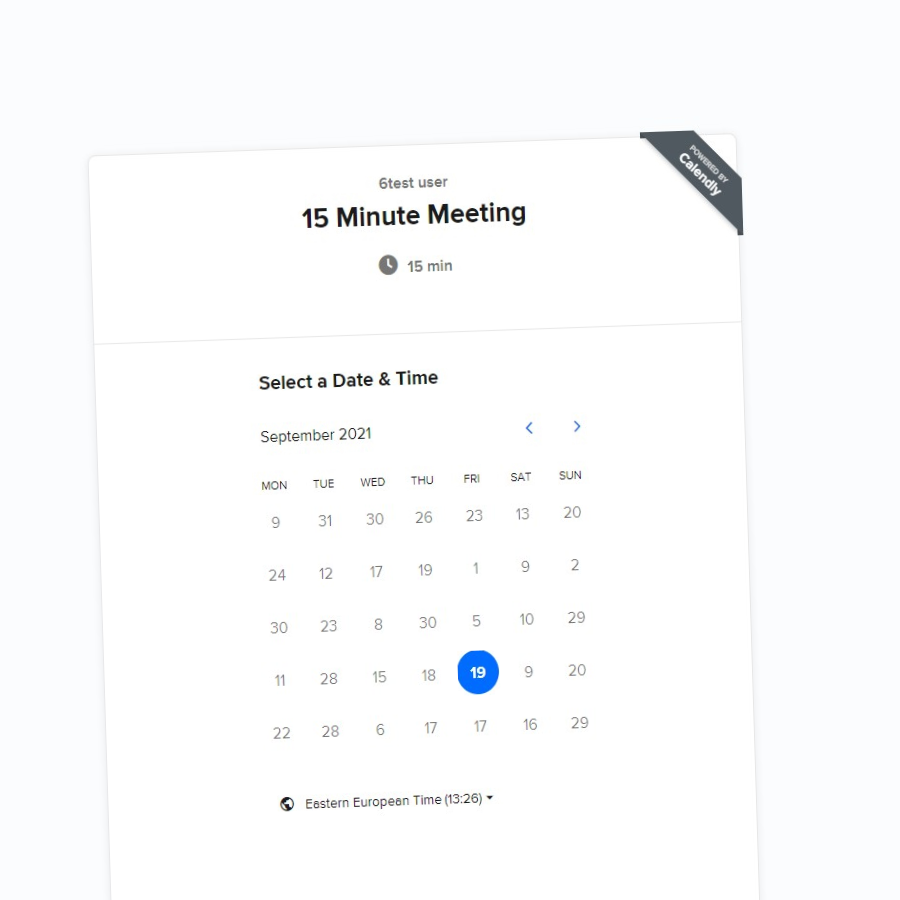 POWERED BY
Calendly
6test user
15 Minute Meeting
15 min
Select a Date & Time
September 2021
MON TUE WED THU FRI SAT SUN
9 31 30 26 23 13 20
24 12 17 19 1 9 2
30 23 8 30 5 10 29
11 28 15 18 19 9 20
22 28 6 17 17 16 29
Eastern European Time (13:26)